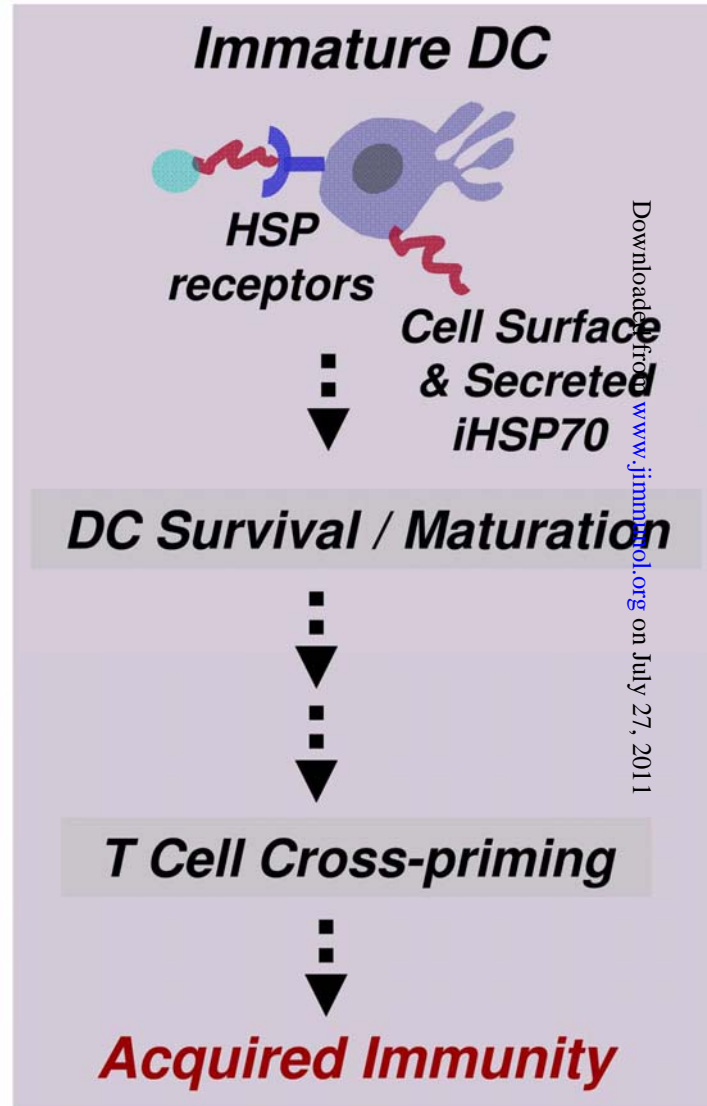 Immature DC
HSP
receptors
Cell Surface
& Secreted
iHSP70
DC Survival / Maturation
T Cell Cross-priming
Acquired Immunity
Downloaded from www.jimmunol.org on July 27, 2011